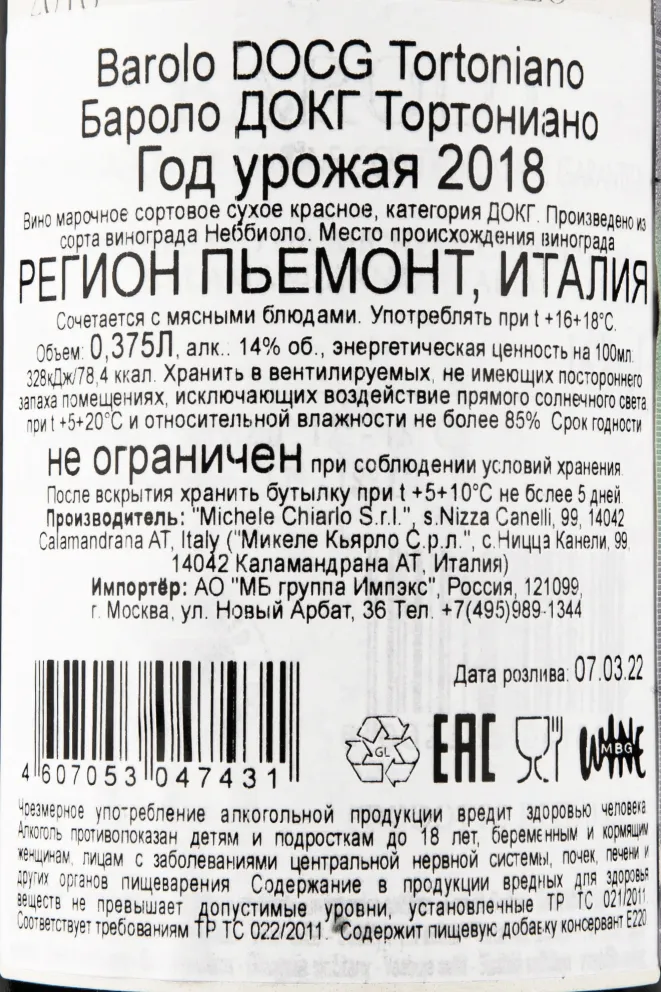 Barolo DOCG Tortoniano
Бароло ДОКГ Тортониано
Год урожая 2018
Вино марочное сортовое сухое красное, категория ДОКГ. Произведено из
сорта винограда Неббиоло. Место происхождения винограда
РЕГИОН ПЬЕМОНТ, ИТАЛИЯ
Сочетается с мясными блюдами. Употреблять при t +16+18°C.
Объем: 0,375Л, алк.: 14% об., энергетическая ценность на 100мл:
328кДж/78,4 ккал. Хранить в вентилируемых, не имеющих постороннего
запаха помещениях, исключающих воздействие прямого солнечного света
при t +5+20°C и относительной влажности не более 85% Срок годности
не ограничен при соблюдении условий хранения.
После вскрытия хранить бутылку при t +5+10°C не более 5 дней
Производитель: "Michele Chiarlo S.r.l.", s.Nizza Canelli, 99, 14042
Calamandrana AT, Italy ("Микеле Кьярло С.р.л.", с.Ницца Канели, 99,
14042 Каламандрана АТ, Италия)
Импортёр: АО "МБ группа Импэкс", Россия, 121099,
г. Москва, ул. Новый Арбат, 36 Тел. +7(495)989-1344
Дата розлива: 07.03.22
GL EAC WINE MBG
4 607053 047431
Чрезмерное употребление алкогольной продукции вредит здоровью человека
Алкоголь противопоказан детям и подросткам до 18 лет, беременным и кормящим
женщинам, лицам с заболеваниями центральной нервной системы, почек, печени и
других органов пищеварения Содержание в продукции вредных для здоровья
веществ не превышает допустимые уровни, установленные ТР ТС 021/2011.
Соответствует требованиям ТР ТС 022/2011. Содержит пищевую добавку консервант E220